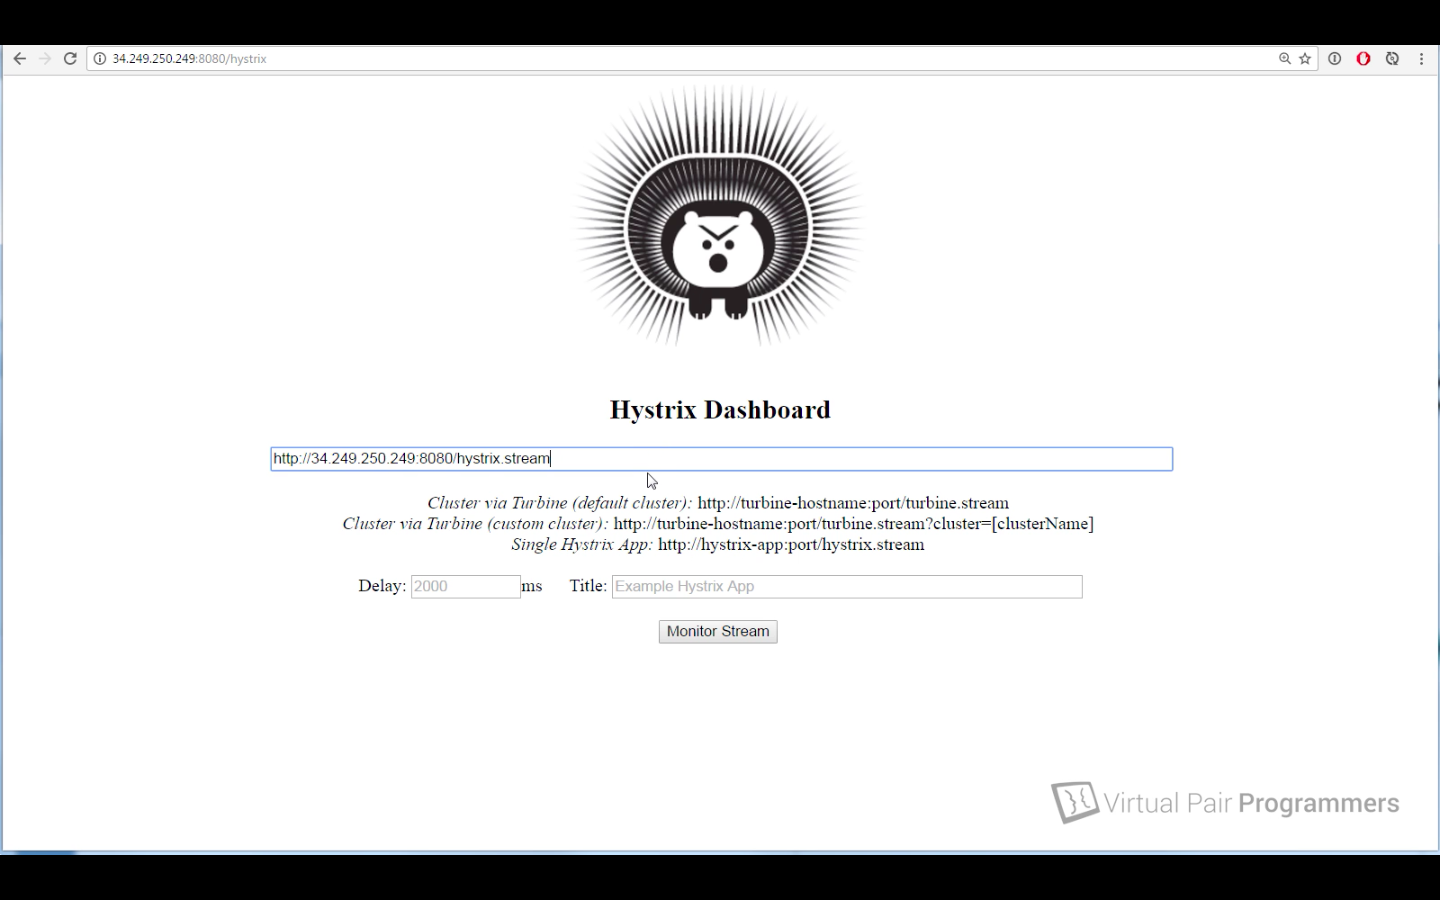 34.249.250.249:8080/hystrix
Hystrix Dashboard
http://34.249.250.249:8080/hystrix.stream
Cluster via Turbine (default cluster): http://turbine-hostname:port/turbine.stream
Cluster via Turbine (custom cluster): http://turbine-hostname:port/turbine.stream?cluster=[clusterName]
Single Hystrix App: http://hystrix-app:port/hystrix.stream
Delay: 2000 ms Title: Example Hystrix App
Monitor Stream
Virtual Pair Programmers